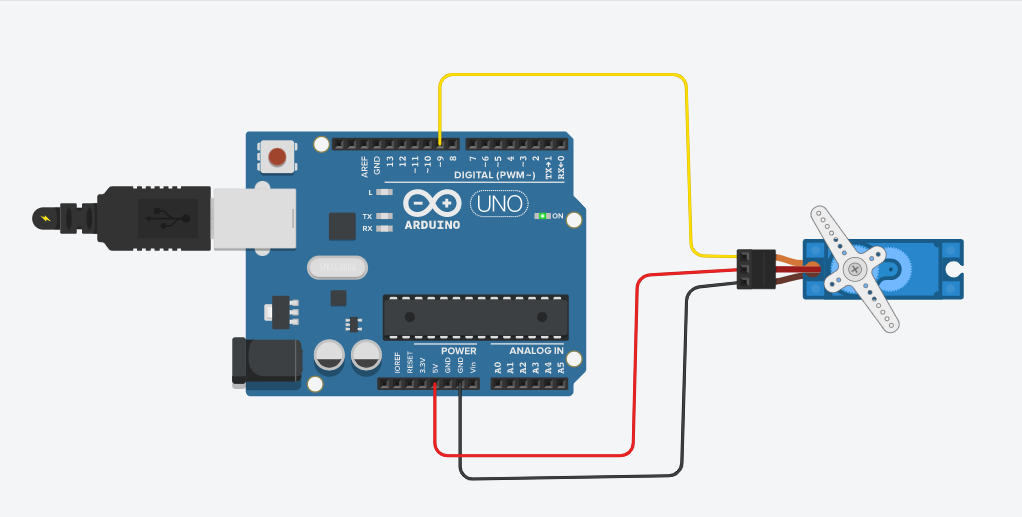 AREF
GND
13
12
~11
~10
~9
8
7
~6
~5
4
~3
2
TX→1
RX←0
DIGITAL (PWM~)
L
TX
RX
ARDUINO
UNO
ON
POWER
ANALOG IN
IOREF
RESET
3.3V
5V
GND
GND
Vin
A0
A1
A2
A3
A4
A5